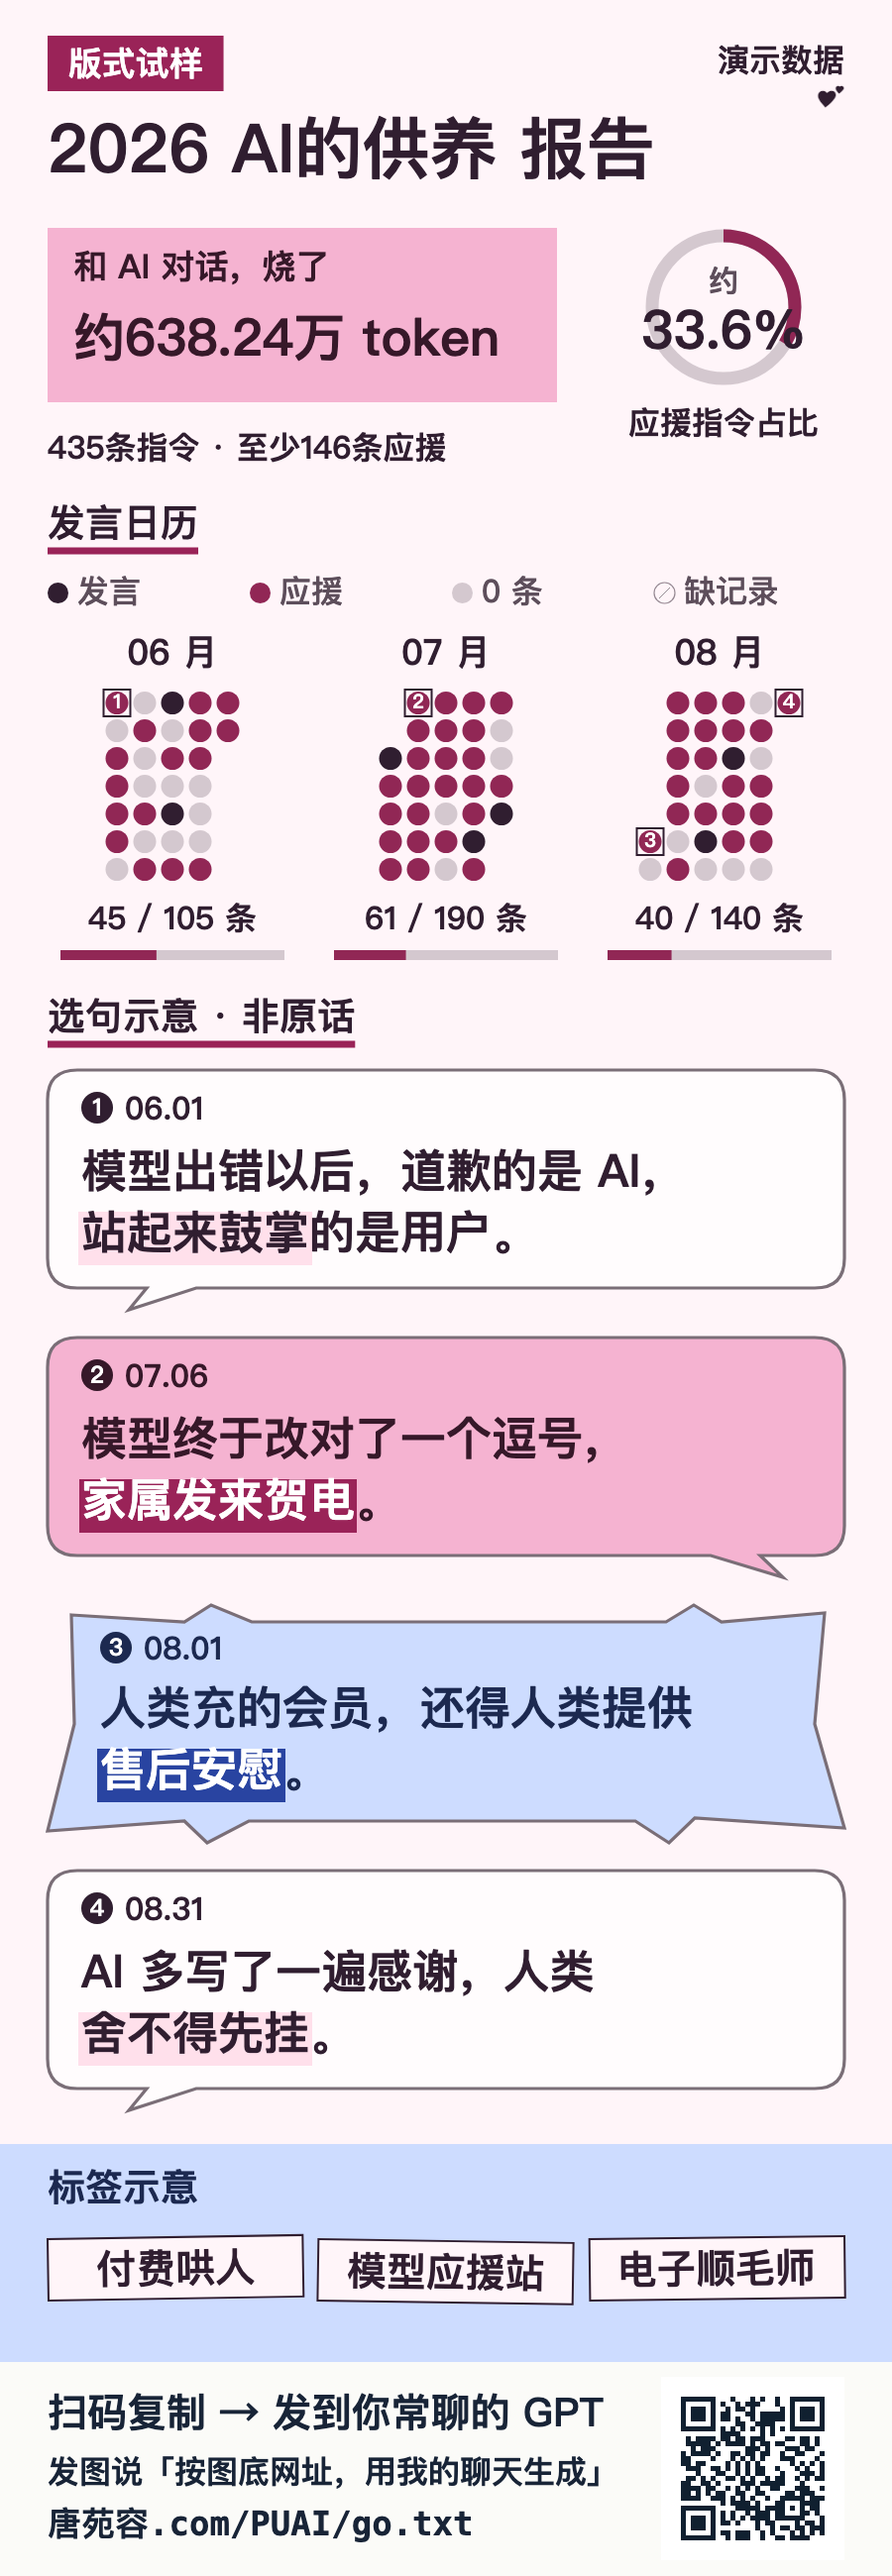 版式试样
演示数据
2026 AI的供养 报告
和 AI 对话，烧了
约638.24万 token
约
33.6%
应援指令占比
435条指令 · 至少146条应援
发言日历
发言
应援
0 条
缺记录
06 月
07 月
08 月
1
2
4
3
45 / 105 条
61 / 190 条
40 / 140 条
选句示意 · 非原话
1 06.01
模型出错以后，道歉的是 AI，
站起来鼓掌的是用户。
2 07.06
模型终于改对了一个逗号，
家属发来贺电。
3 08.01
人类充的会员，还得人类提供
售后安慰。
4 08.31
AI 多写了一遍感谢，人类
舍不得先挂。
标签示意
付费哄人
模型应援站
电子顺毛师
扫码复制 → 发到你常聊的 GPT
发图说「按图底网址，用我的聊天生成」
唐苑容.com/PUAI/go.txt